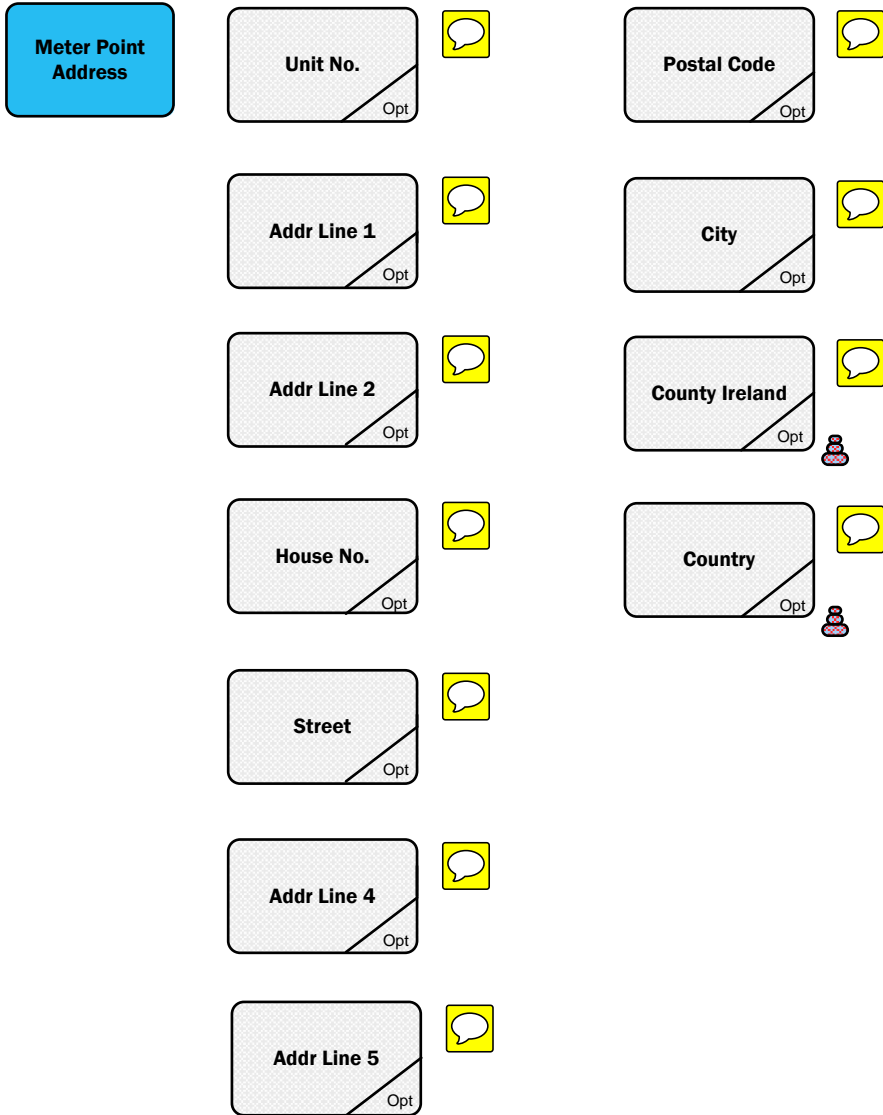 Meter Point
Address
Unit No.
Opt
Addr Line 1
Opt
Addr Line 2
Opt
House No.
Opt
Street
Opt
Addr Line 4
Opt
Addr Line 5
Opt
Postal Code
Opt
City
Opt
County Ireland
Opt
Country
Opt